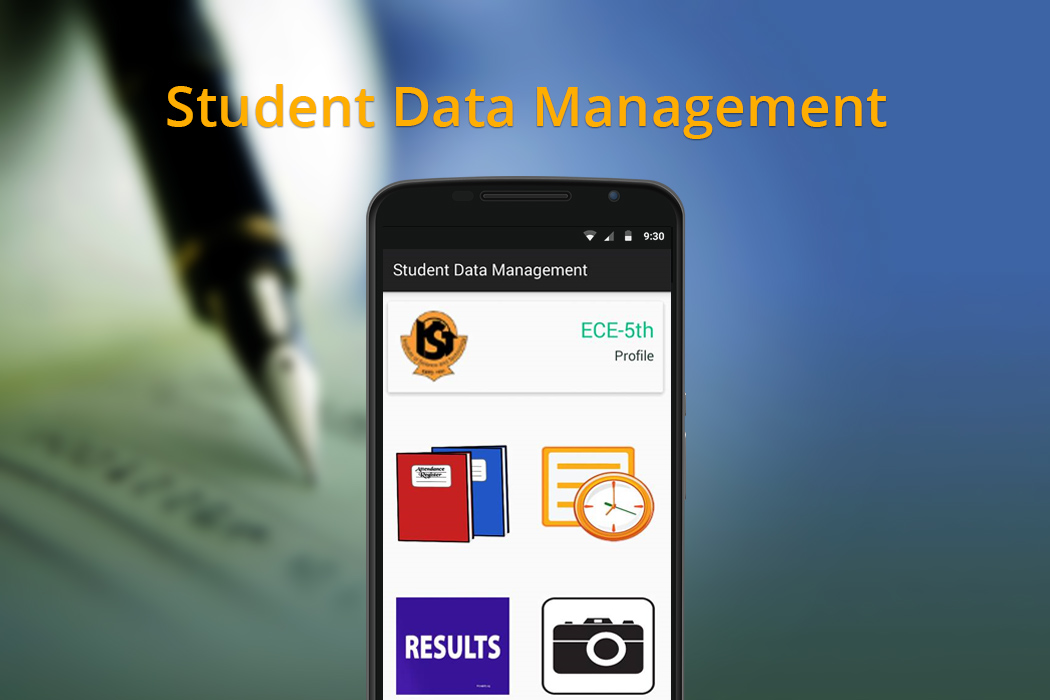 Student Data Management
9:30
Student Data Management
ECE-5th
Profile
Attendance
Register
RESULTS